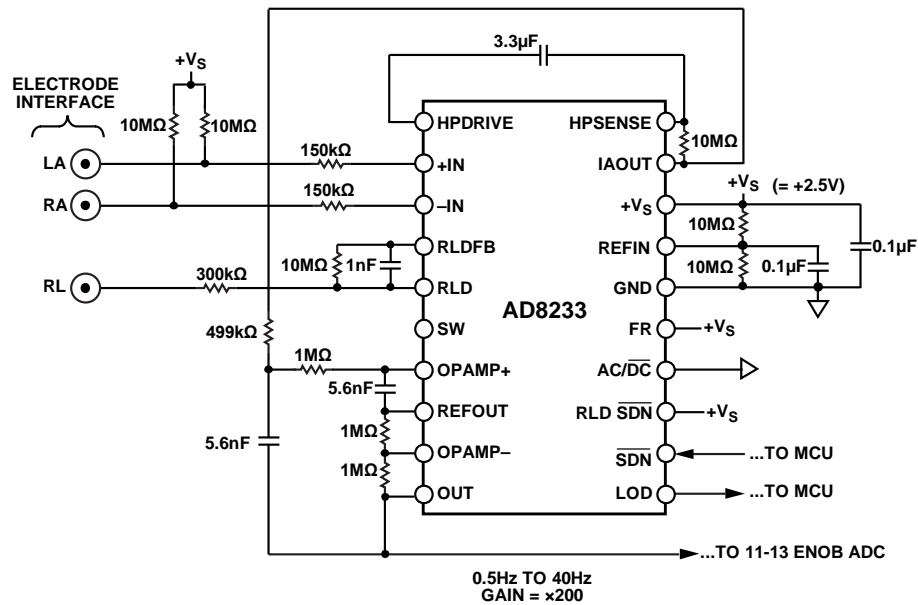 3.3µF
+VS
ELECTRODE
INTERFACE
10MΩ
10MΩ
HPDRIVE
HPSENSE
10MΩ
LA
150kΩ
+IN
IAOUT
+VS
(= +2.5V)
RA
150kΩ
–IN
+VS
10MΩ
RLDFB
REFIN
0.1µF
10MΩ
1nF
10MΩ
0.1µF
RL
300kΩ
RLD
GND
AD8233
499kΩ
SW
FR
+VS
1MΩ
OPAMP+
AC/DC
5.6nF
REFOUT
RLD SDN
+VS
5.6nF
1MΩ
OPAMP–
SDN
...TO MCU
1MΩ
OUT
LOD
...TO MCU
...TO 11-13 ENOB ADC
0.5Hz TO 40Hz
GAIN = ×200